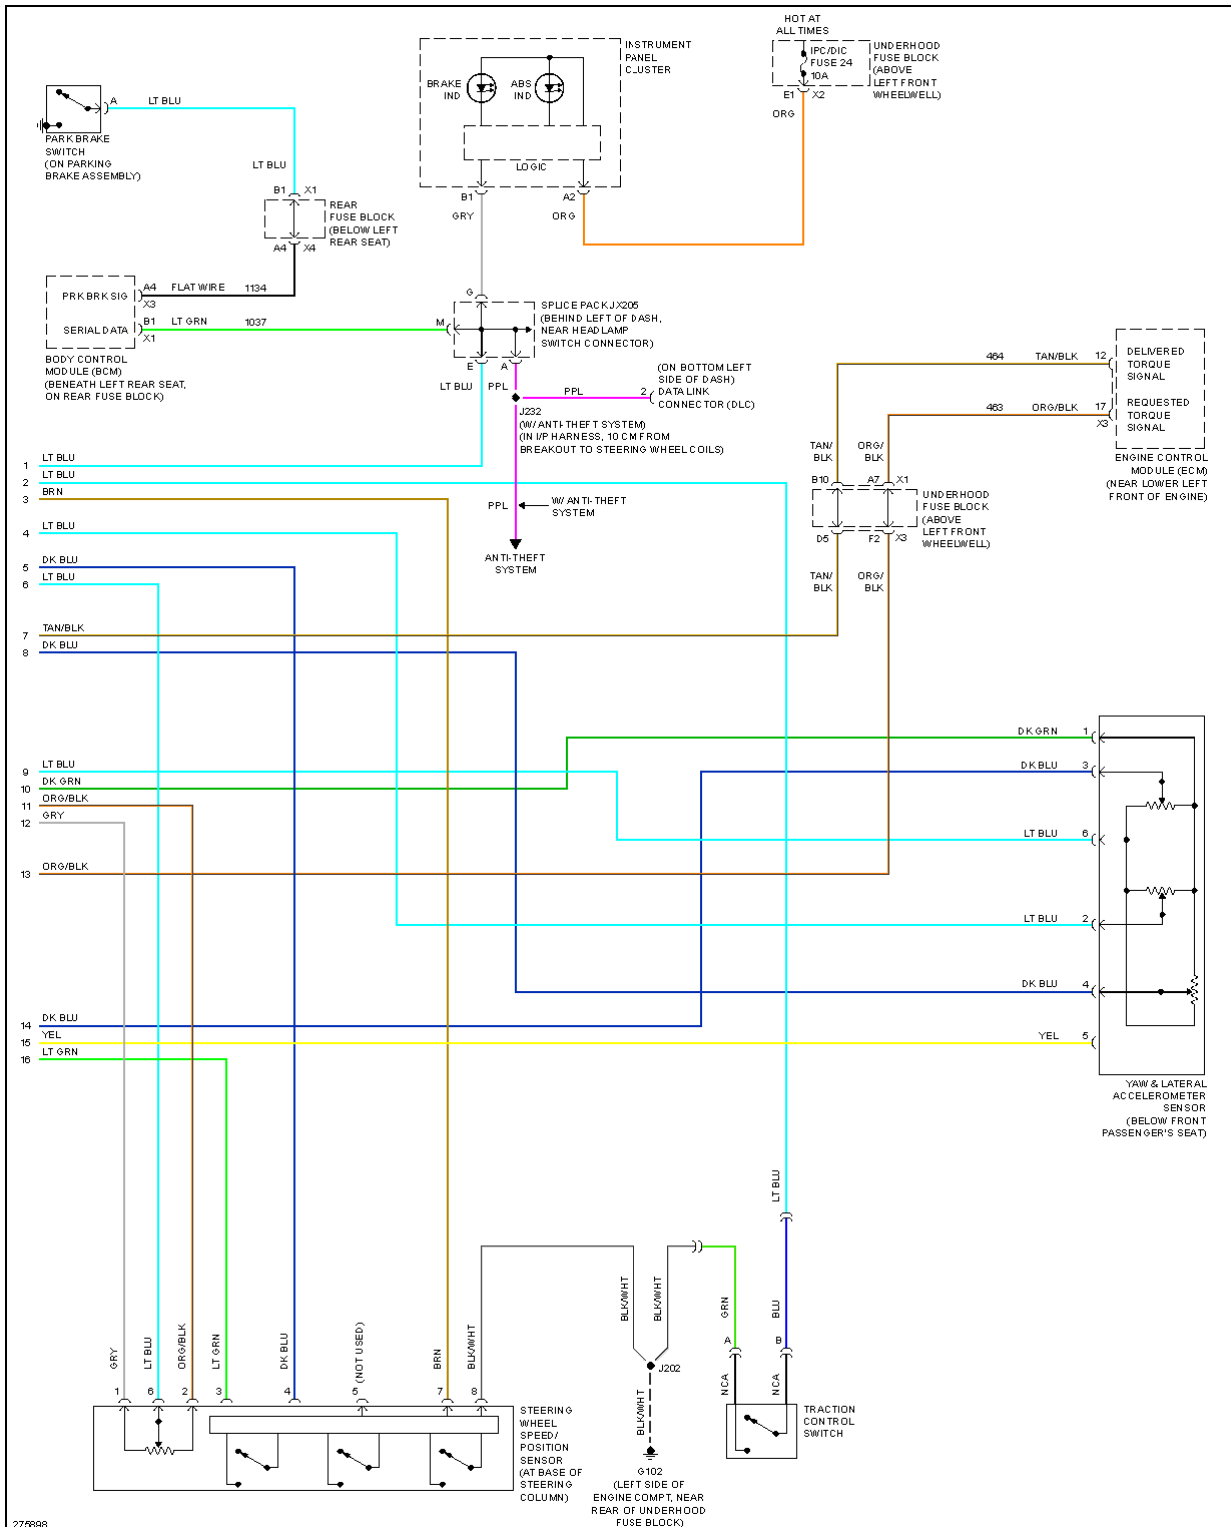 HOT AT
ALL TIMES
IPC/DIC
FUSE 24
10A
UNDERHOOD
FUSE BLOCK
(ABOVE
LEFT FRONT
WHEELWELL)
E1 X2
ORG
INSTRUMENT
PANEL
CLUSTER
BRAKE
IND
ABS
IND
LOGIC
B1 A2
GRY ORG
A LT BLU
PARK BRAKE
SWITCH
(ON PARKING
BRAKE ASSEMBLY)
LT BLU
B1 X1
REAR
FUSE BLOCK
(BELOW LEFT
REAR SEAT)
A4 X4
PRK BRK SIG
A4 FLAT WIRE 1134
X3
SERIAL DATA
B1 LT GRN 1037
X1
BODY CONTROL
MODULE (BCM)
(BENEATH LEFT REAR SEAT,
ON REAR FUSE BLOCK)
G
M
SPLICE PACK JX205
(BEHIND LEFT OF DASH,
NEAR HEADLAMP
SWITCH CONNECTOR)
E A
LT BLU PPL
PPL 2
(ON BOTTOM LEFT
SIDE OF DASH)
DATA LINK
CONNECTOR (DLC)
J232
(W/ ANTI-THEFT SYSTEM)
(IN I/P HARNESS, 10 CM FROM
BREAKOUT TO STEERING WHEEL COILS)
PPL
W/ ANTI-THEFT
SYSTEM
ANTI-THEFT
SYSTEM
464 TAN/BLK 12
DELIVERED
TORQUE
SIGNAL
463 ORG/BLK 17
X3
REQUESTED
TORQUE
SIGNAL
ENGINE CONTROL
MODULE (ECM)
(NEAR LOWER LEFT
FRONT OF ENGINE)
TAN/
BLK
ORG/
BLK
B10 A7 X1
UNDERHOOD
FUSE BLOCK
(ABOVE
LEFT FRONT
WHEELWELL)
D5 F2 X3
TAN/
BLK
ORG/
BLK
1 LT BLU
2 LT BLU
3 BRN
4 LT BLU
5 DK BLU
6 LT BLU
7 TAN/BLK
8 DK BLU
9 LT BLU
10 DK GRN
11 ORG/BLK
12 GRY
13 ORG/BLK
14 DK BLU
15 YEL
16 LT GRN
DK GRN 1
DK BLU 3
LT BLU 6
LT BLU 2
DK BLU 4
YEL 5
YAW & LATERAL
ACCELEROMETER
SENSOR
(BELOW FRONT
PASSENGER'S SEAT)
LT BLU
BLU
B
NCA
GRN
A
NCA
TRACTION
CONTROL
SWITCH
BLK/WHT
BLK/WHT
J202
BLK/WHT
G102
(LEFT SIDE OF
ENGINE COMPT, NEAR
REAR OF UNDERHOOD
FUSE BLOCK)
GRY
LT BLU
ORG/BLK
LT GRN
DK BLU
(NOT USED)
BRN
BLK/WHT
1 6 2 3 4 5 7 8
STEERING
WHEEL
SPEED/
POSITION
SENSOR
(AT BASE OF
STEERING
COLUMN)
275898